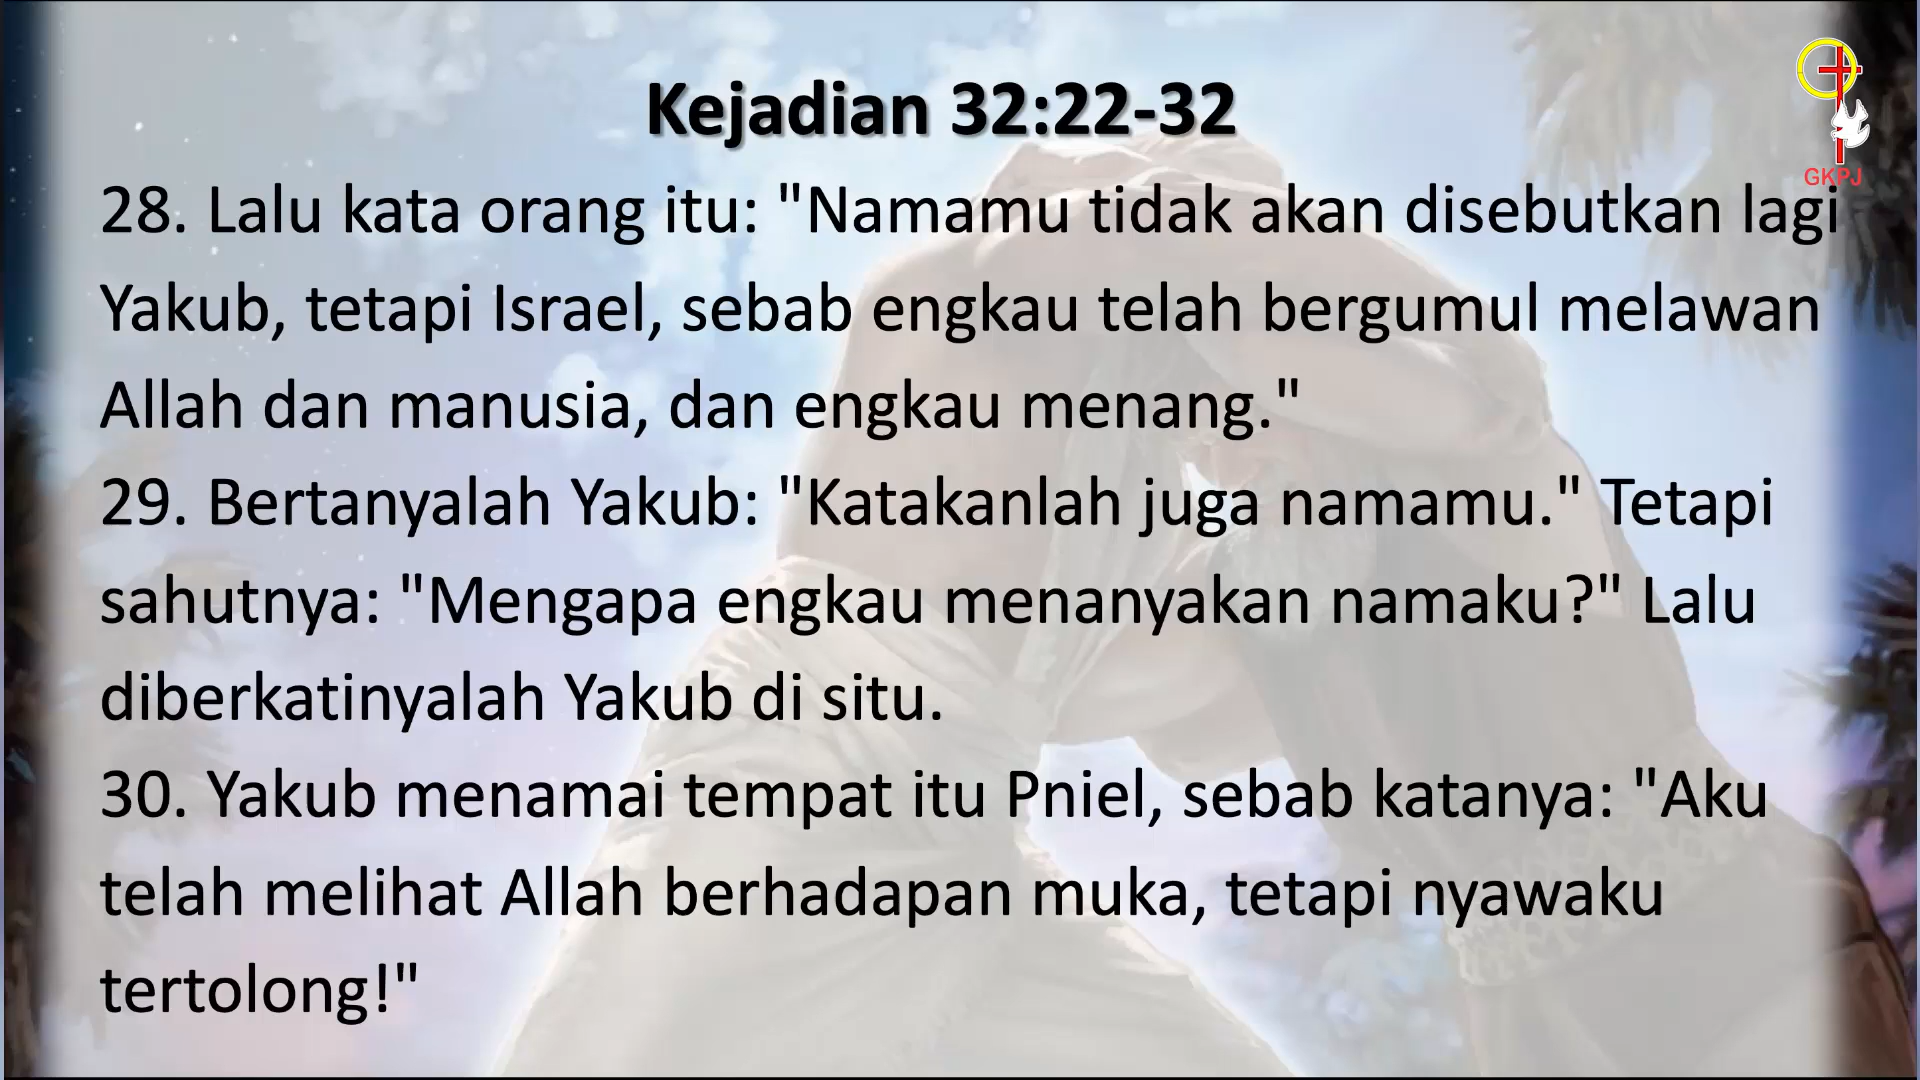 Kejadian 32:22-32
GKPJ
28. Lalu kata orang itu: "Namamu tidak akan disebutkan lagi
Yakub, tetapi Israel, sebab engkau telah bergumul melawan
Allah dan manusia, dan engkau menang."
29. Bertanyalah Yakub: "Katakanlah juga namamu." Tetapi
sahutnya: "Mengapa engkau menanyakan namaku?" Lalu
diberkatinyalah Yakub di situ.
30. Yakub menamai tempat itu Pniel, sebab katanya: "Aku
telah melihat Allah berhadapan muka, tetapi nyawaku
tertolong!"